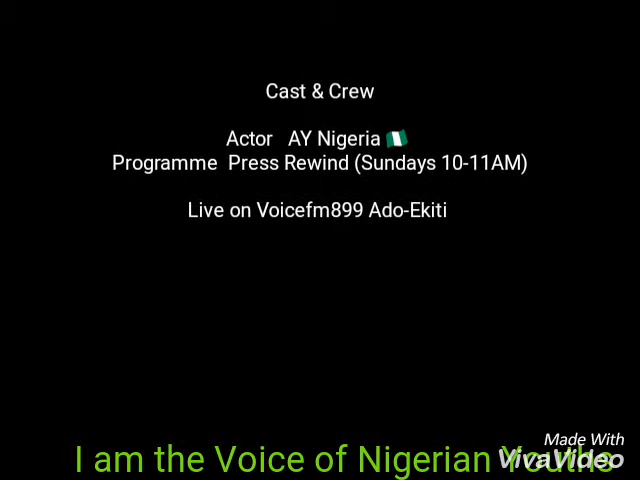 Cast & Crew
Actor AY Nigeria 🇳🇬
Programme Press Rewind (Sundays 10-11AM)
Live on Voicefm899 Ado-Ekiti
Made With
VivaVideo
I am the Voice of Nigerian Youths